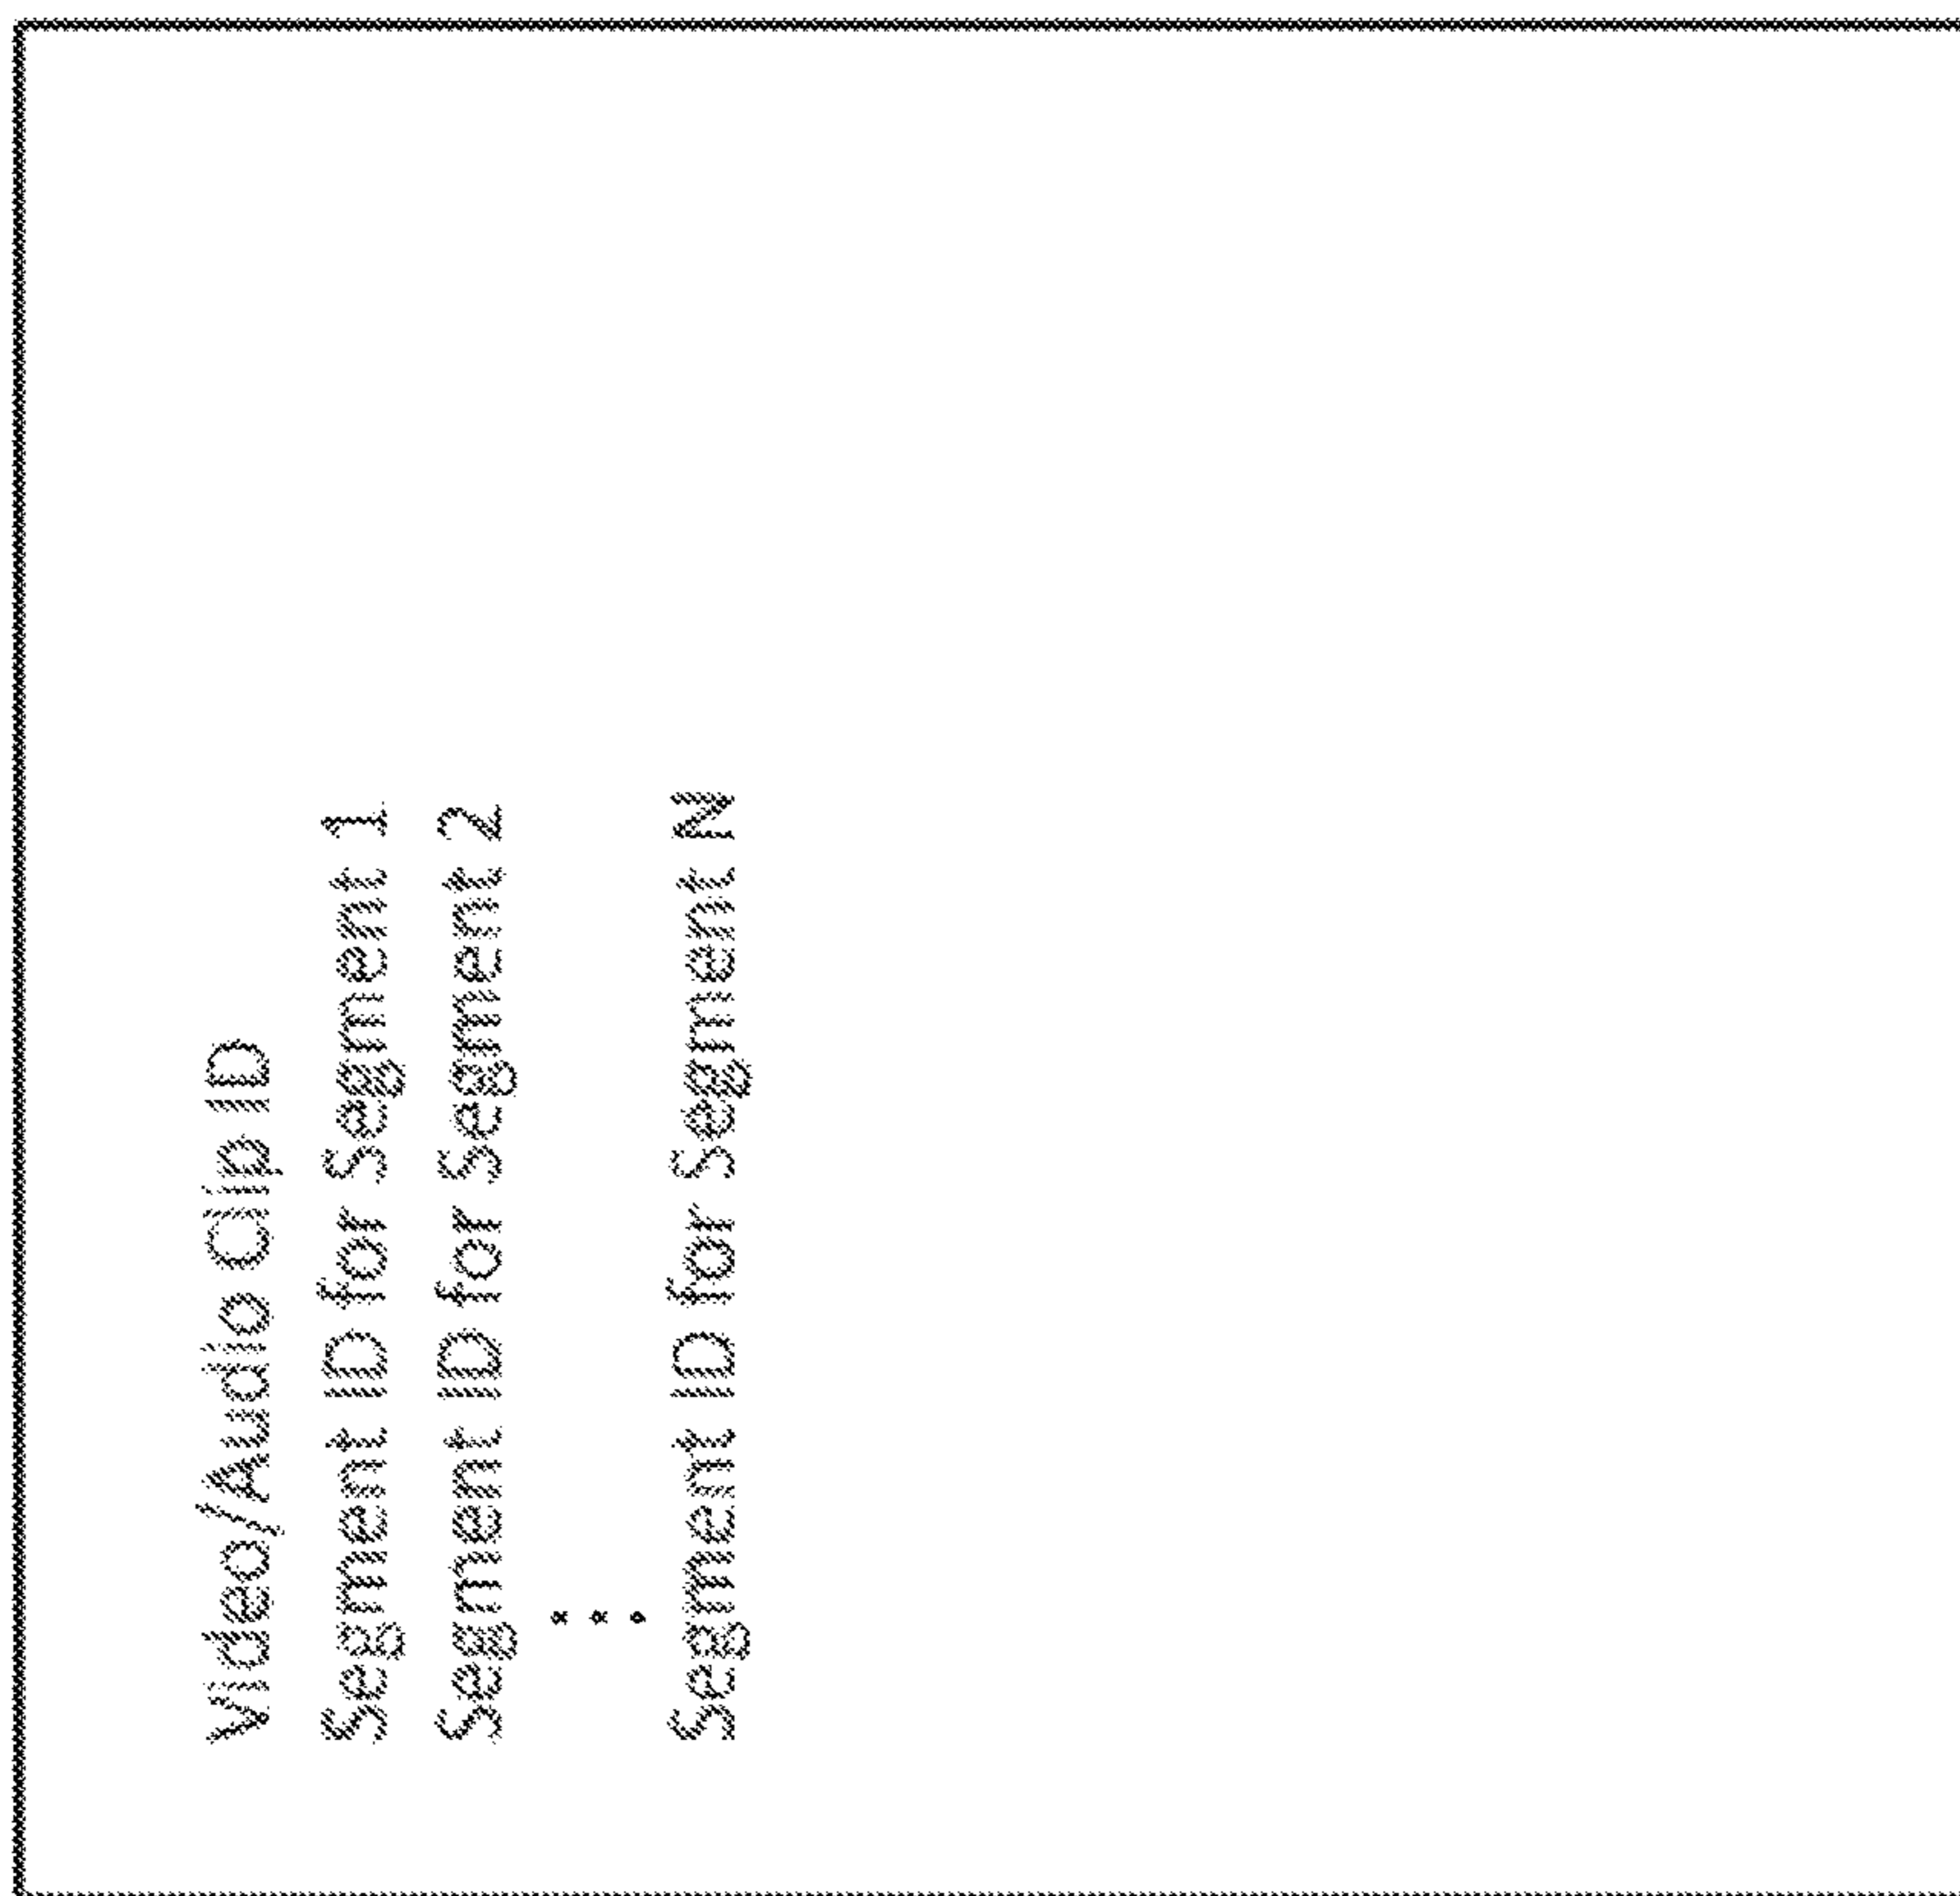 Video/Audio Clip ID
Segment ID for Segment 1
Segment ID for Segment 2
...
Segment ID for Segment N